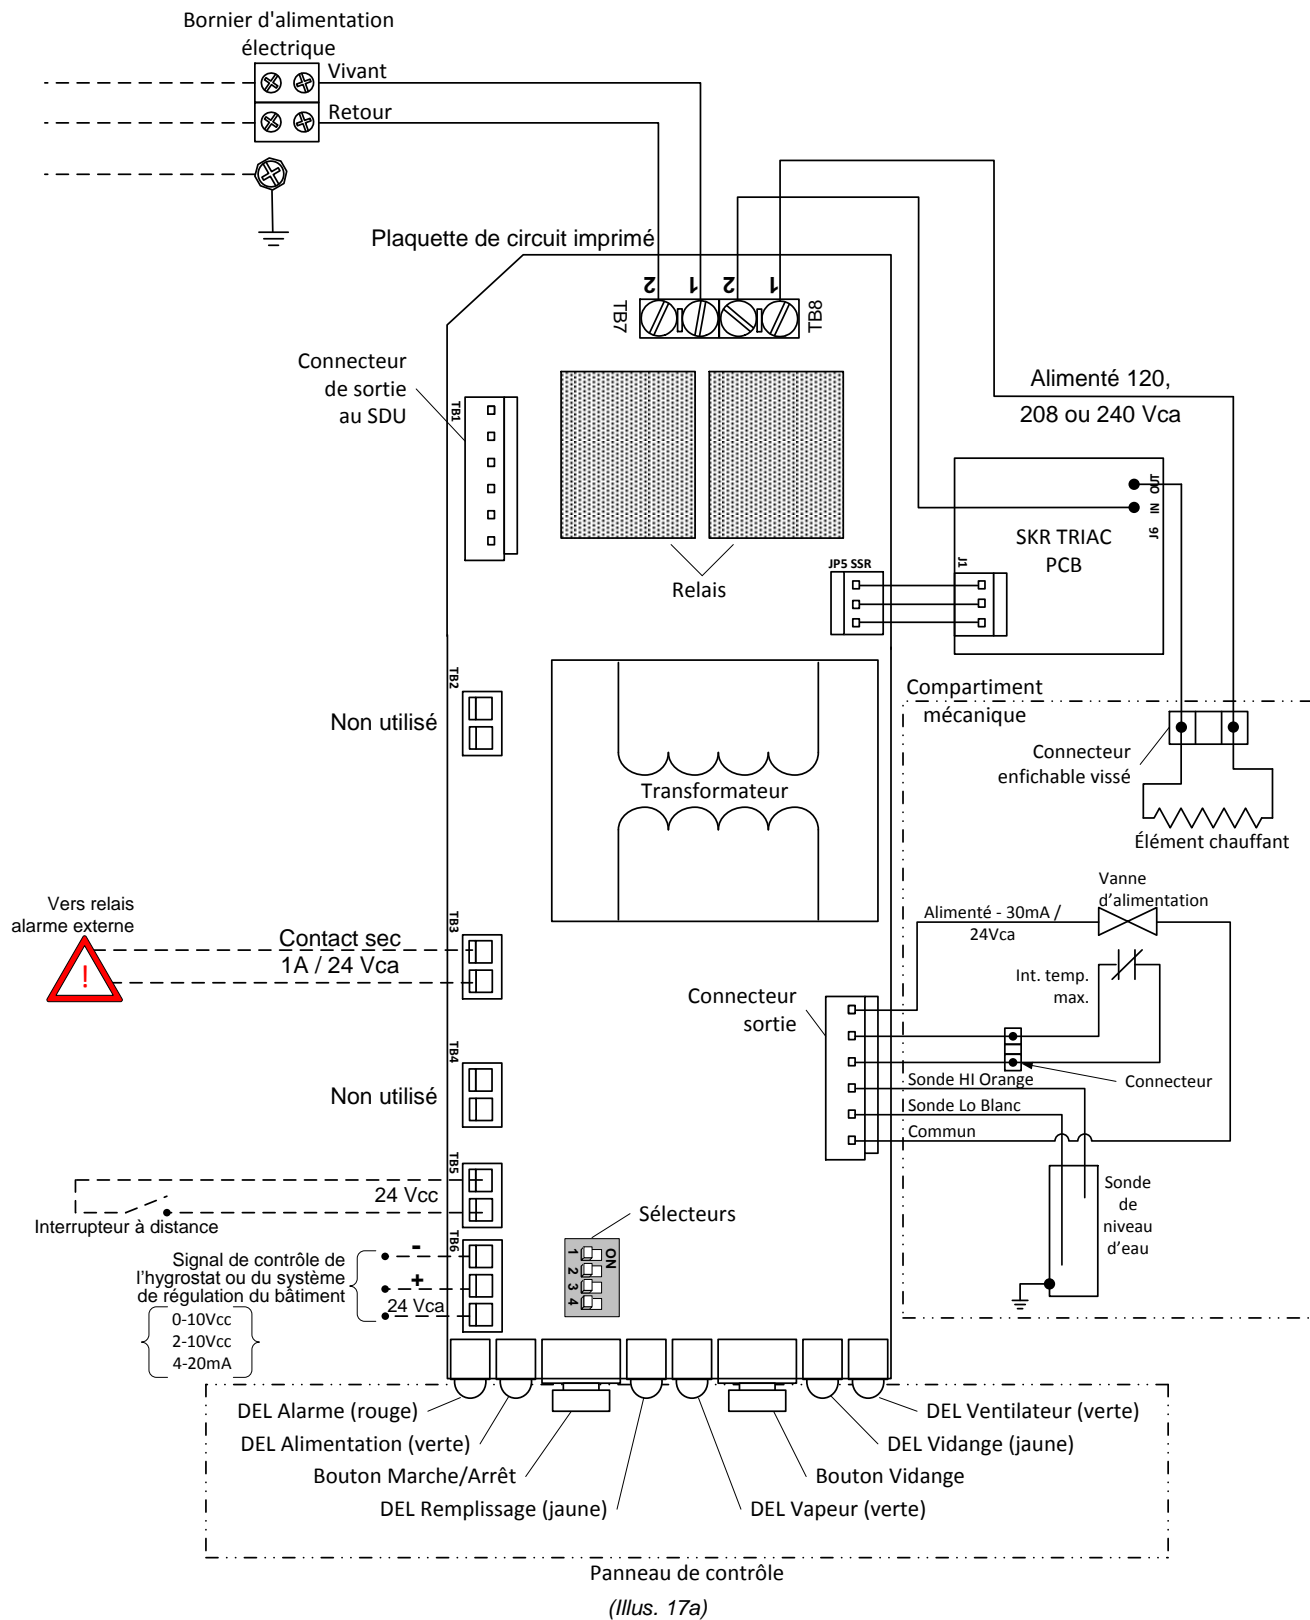 Bornier d'alimentation
électrique
Vivant
Retour
Plaquette de circuit imprimé
2
1
2
1
TB7
TB8
Connecteur
de sortie
au SDU
TB1
Alimenté 120,
208 ou 240 Vca
OUT
IN
J6
SKR TRIAC
PCB
JP5 SSR
J1
Relais
TB2
Non utilisé
Compartiment
mécanique
Connecteur
enfichable vissé
Transformateur
Élément chauffant
Vers relais
alarme externe
!
TB3
Contact sec
1A / 24 Vca
Vanne
d'alimentation
Alimenté - 30mA /
24Vca
Int. temp.
max.
Connecteur
sortie
TB4
Non utilisé
Sonde HI Orange
Connecteur
Sonde Lo Blanc
Commun
TB5
24 Vcc
Interrupteur à distance
Sonde
de
niveau
d'eau
Sélecteurs
TB6
Signal de contrôle de
l'hygrostat ou du système
de régulation du bâtiment
-
+
24 Vca
0-10Vcc
2-10Vcc
4-20mA
ON
1
2
3
4
DEL Alarme (rouge)
DEL Ventilateur (verte)
DEL Alimentation (verte)
DEL Vidange (jaune)
Bouton Marche/Arrêt
Bouton Vidange
DEL Remplissage (jaune)
DEL Vapeur (verte)
Panneau de contrôle
(Illus. 17a)